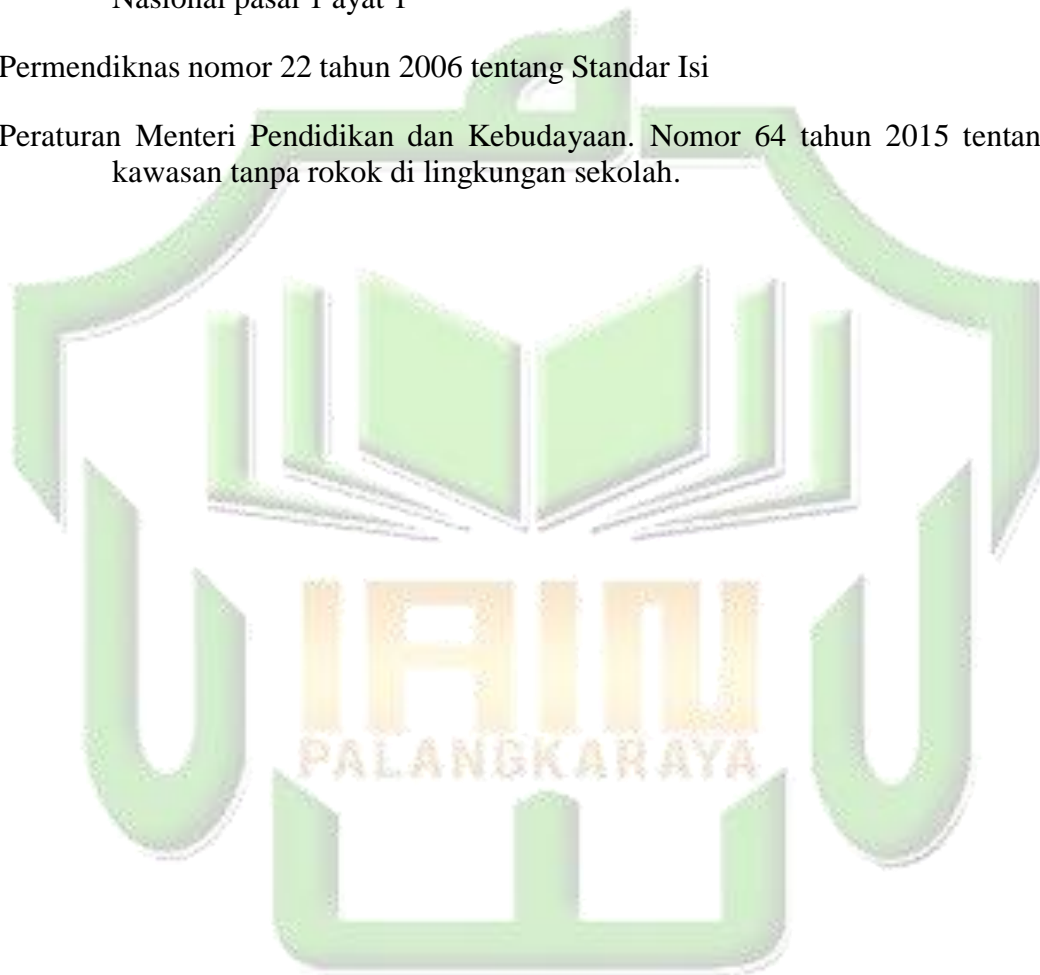 Nasional pasal 1 ayat 1
Permendiknas nomor 22 tahun 2006 tentang Standar Isi
Peraturan Menteri Pendidikan dan Kebudayaan. Nomor 64 tahun 2015 tentan
kawasan tanpa rokok di lingkungan sekolah.
IAIN
PALANGKARAYA